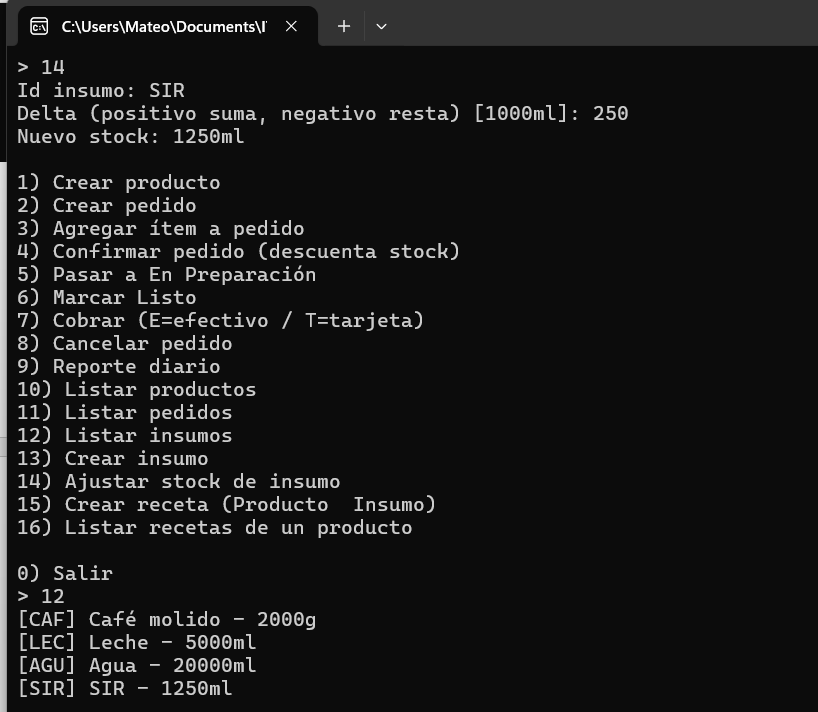 C:\Users\Mateo\Documents\I
> 14
Id insumo: SIR
Delta (positivo suma, negativo resta) [1000ml]: 250
Nuevo stock: 1250ml
1) Crear producto
2) Crear pedido
3) Agregar ítem a pedido
4) Confirmar pedido (descuenta stock)
5) Pasar a En Preparación
6) Marcar Listo
7) Cobrar (E=efectivo / T=tarjeta)
8) Cancelar pedido
9) Reporte diario
10) Listar productos
11) Listar pedidos
12) Listar insumos
13) Crear insumo
14) Ajustar stock de insumo
15) Crear receta (Producto  Insumo)
16) Listar recetas de un producto
0) Salir
> 12
[CAF] Café molido - 2000g
[LEC] Leche - 5000ml
[AGU] Agua - 20000ml
[SIR] SIR - 1250ml